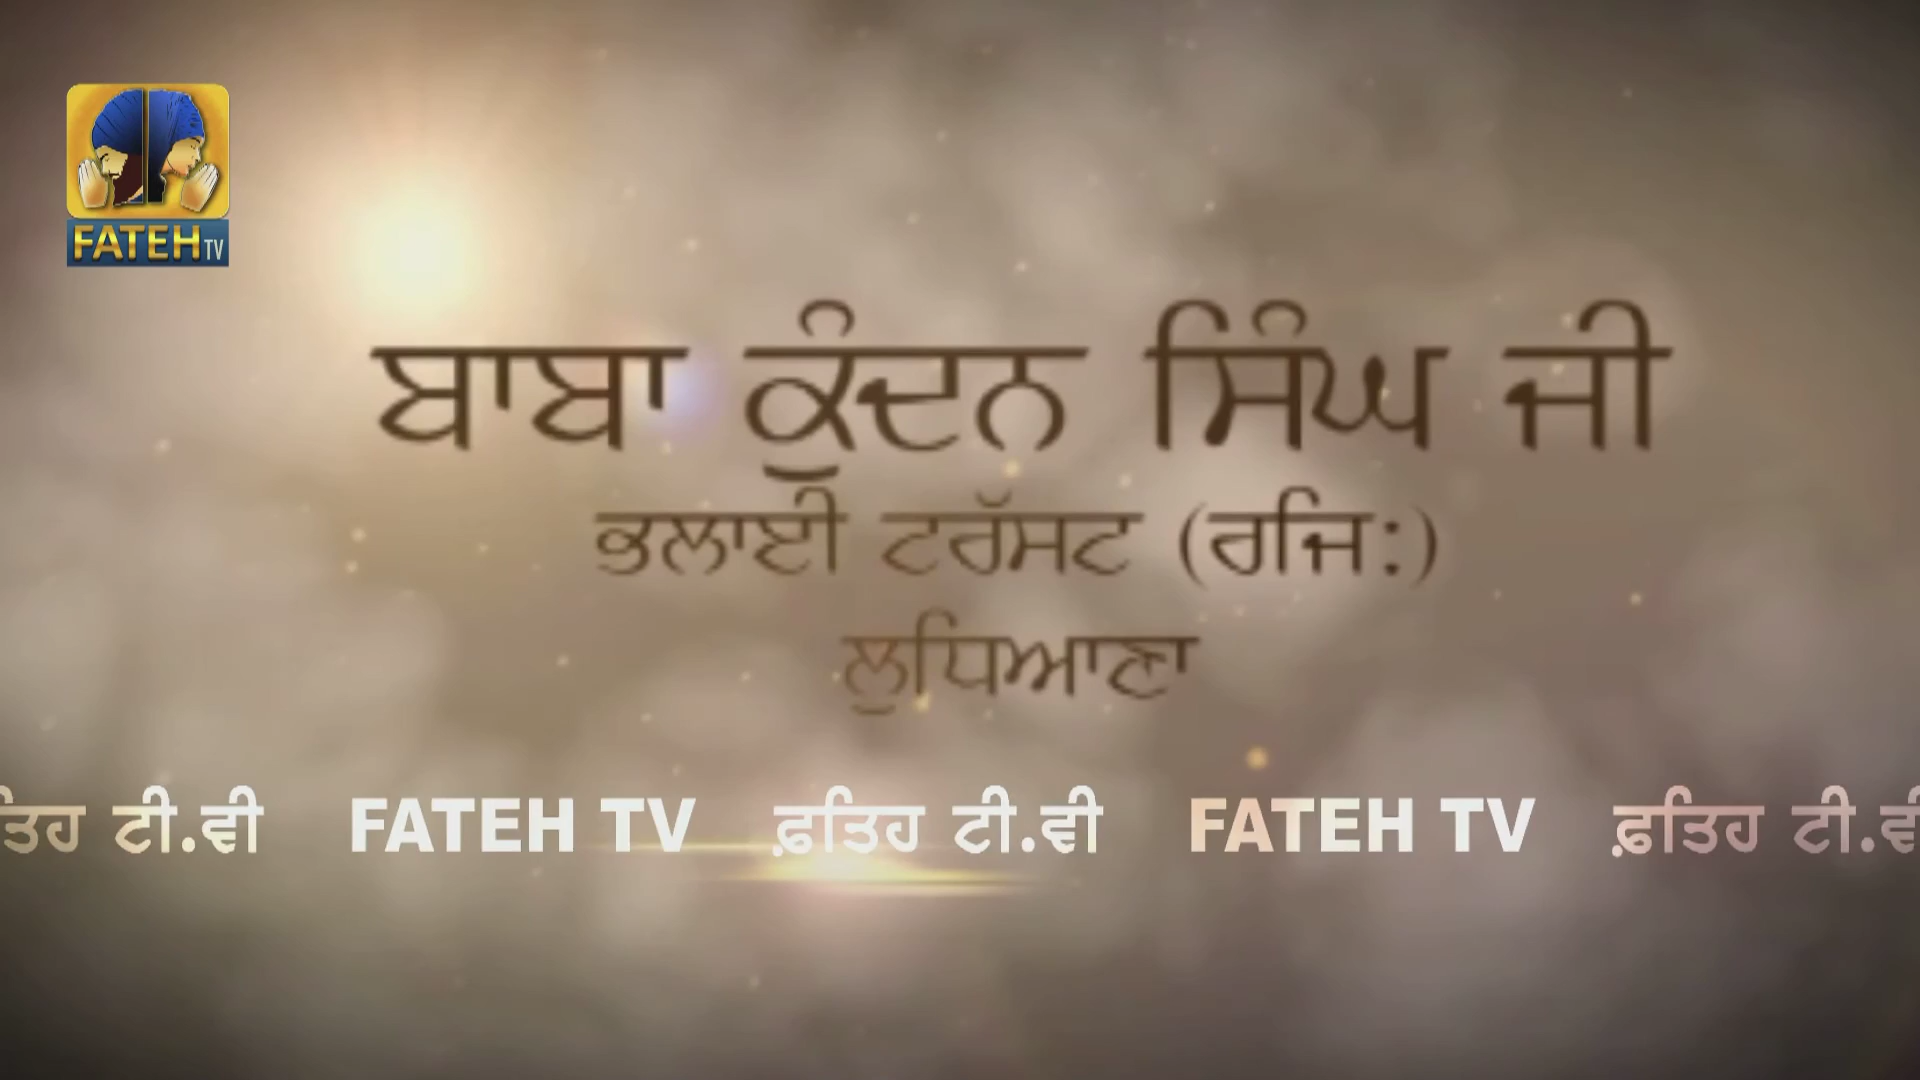 FATEH TV
ਬਾਬਾ ਕੁੰਦਨ ਸਿੰਘ ਜੀ
ਭਲਾਈ ਟਰੱਸਟ (ਰਜਿ:)
ਲੁਧਿਆਣਾ
ਤਿਹ ਟੀ.ਵੀ FATEH TV ਫ਼ਤਿਹ ਟੀ.ਵੀ FATEH TV ਫ਼ਤਿਹ ਟੀ.ਵੀ